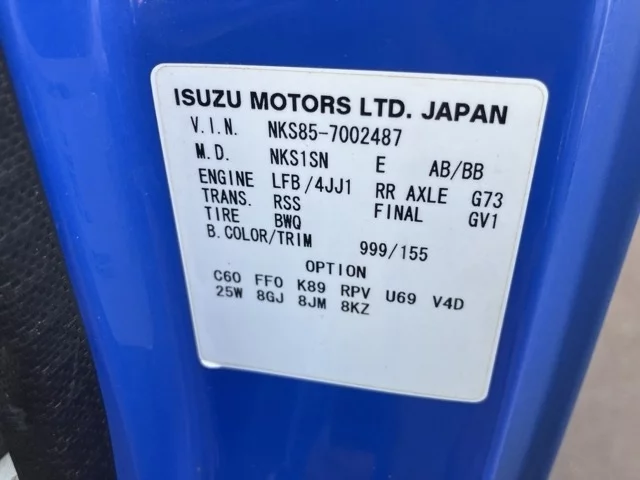 ISUZU MOTORS LTD. JAPAN
V.I.N. NKS85-7002487
M.D. NKS1SN E AB/BB
ENGINE LFB/4JJ1 RR AXLE G73
TRANS. RSS FINAL GV1
TIRE BWQ
B.COLOR/TRIM 999/155
OPTION
C60 FF0 K89 RPV U69 V4D
25W 8GJ 8JM 8KZ